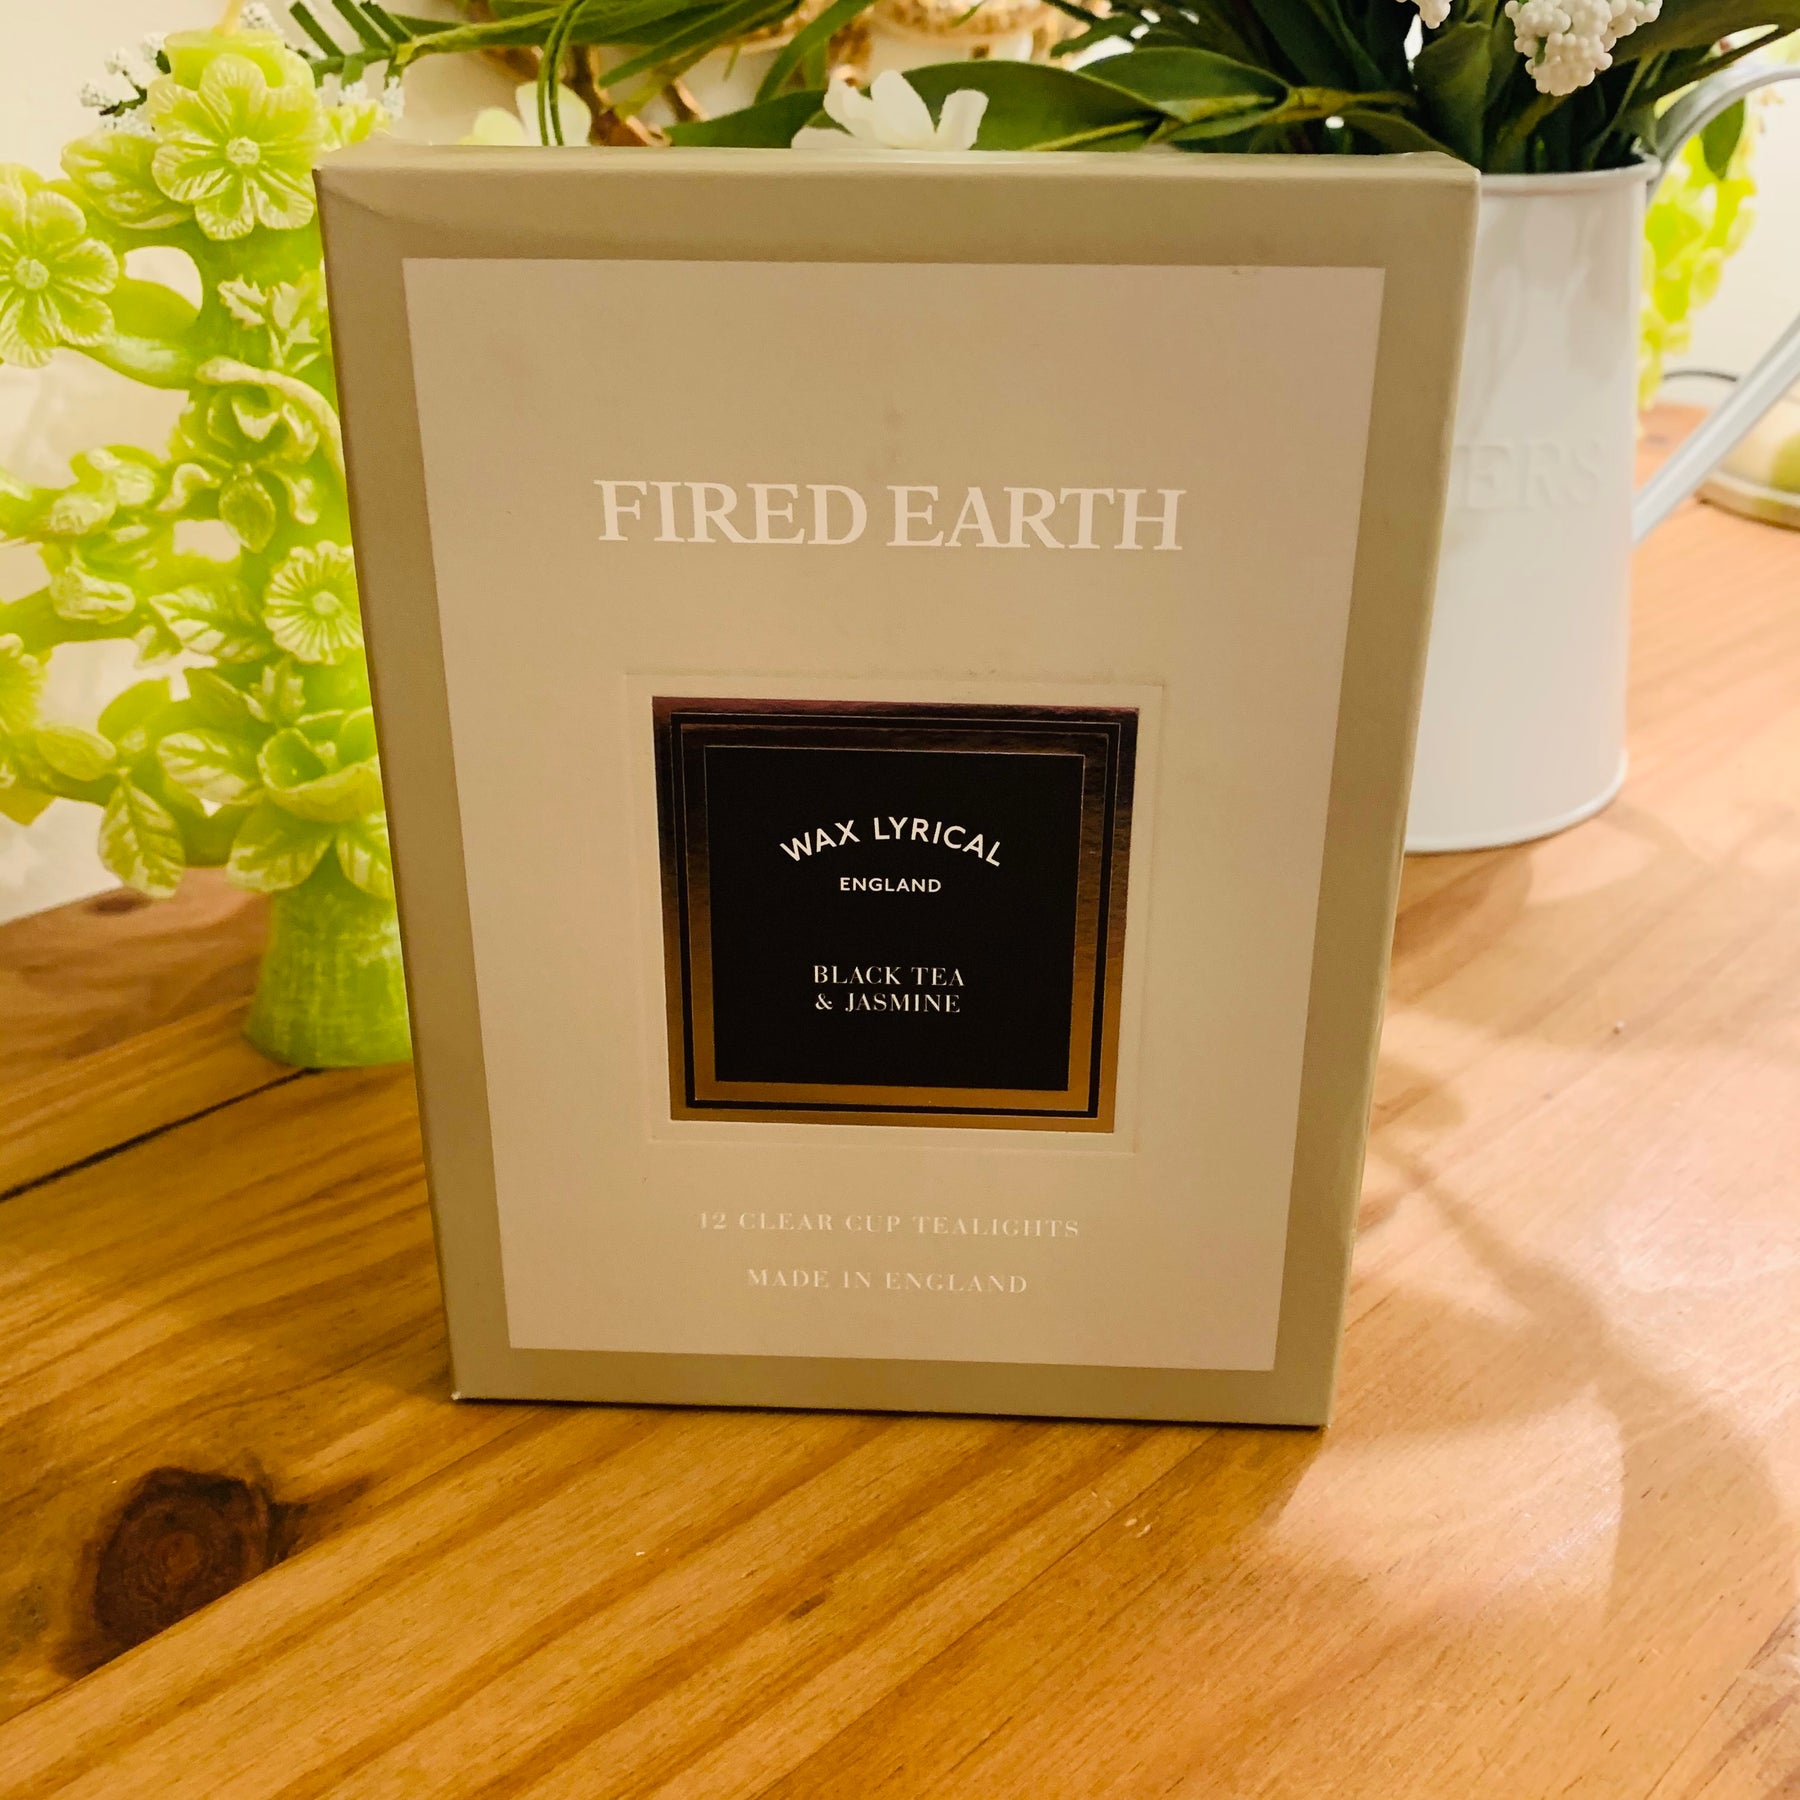 FIRED EARTH
WAX LYRICAL
ENGLAND
BLACK TEA
& JASMINE
12 CLEAR CUP TEALIGHTS
MADE IN ENGLAND